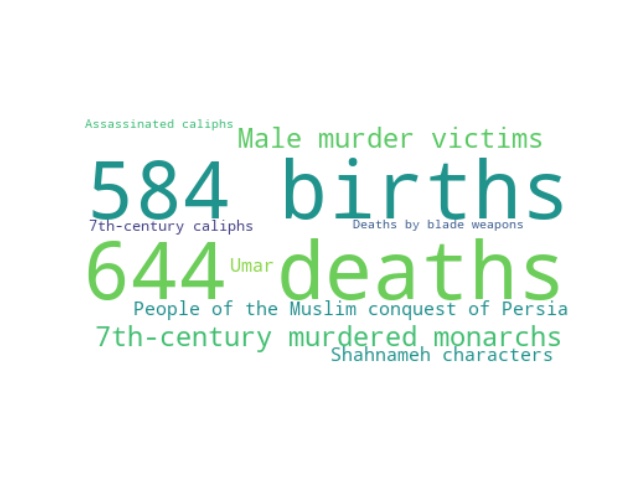 Assassinated caliphs
Male murder victims
584 births
7th-century caliphs
Deaths by blade weapons
644 deaths
Umar
People of the Muslim conquest of Persia
7th-century murdered monarchs
Shahnameh characters